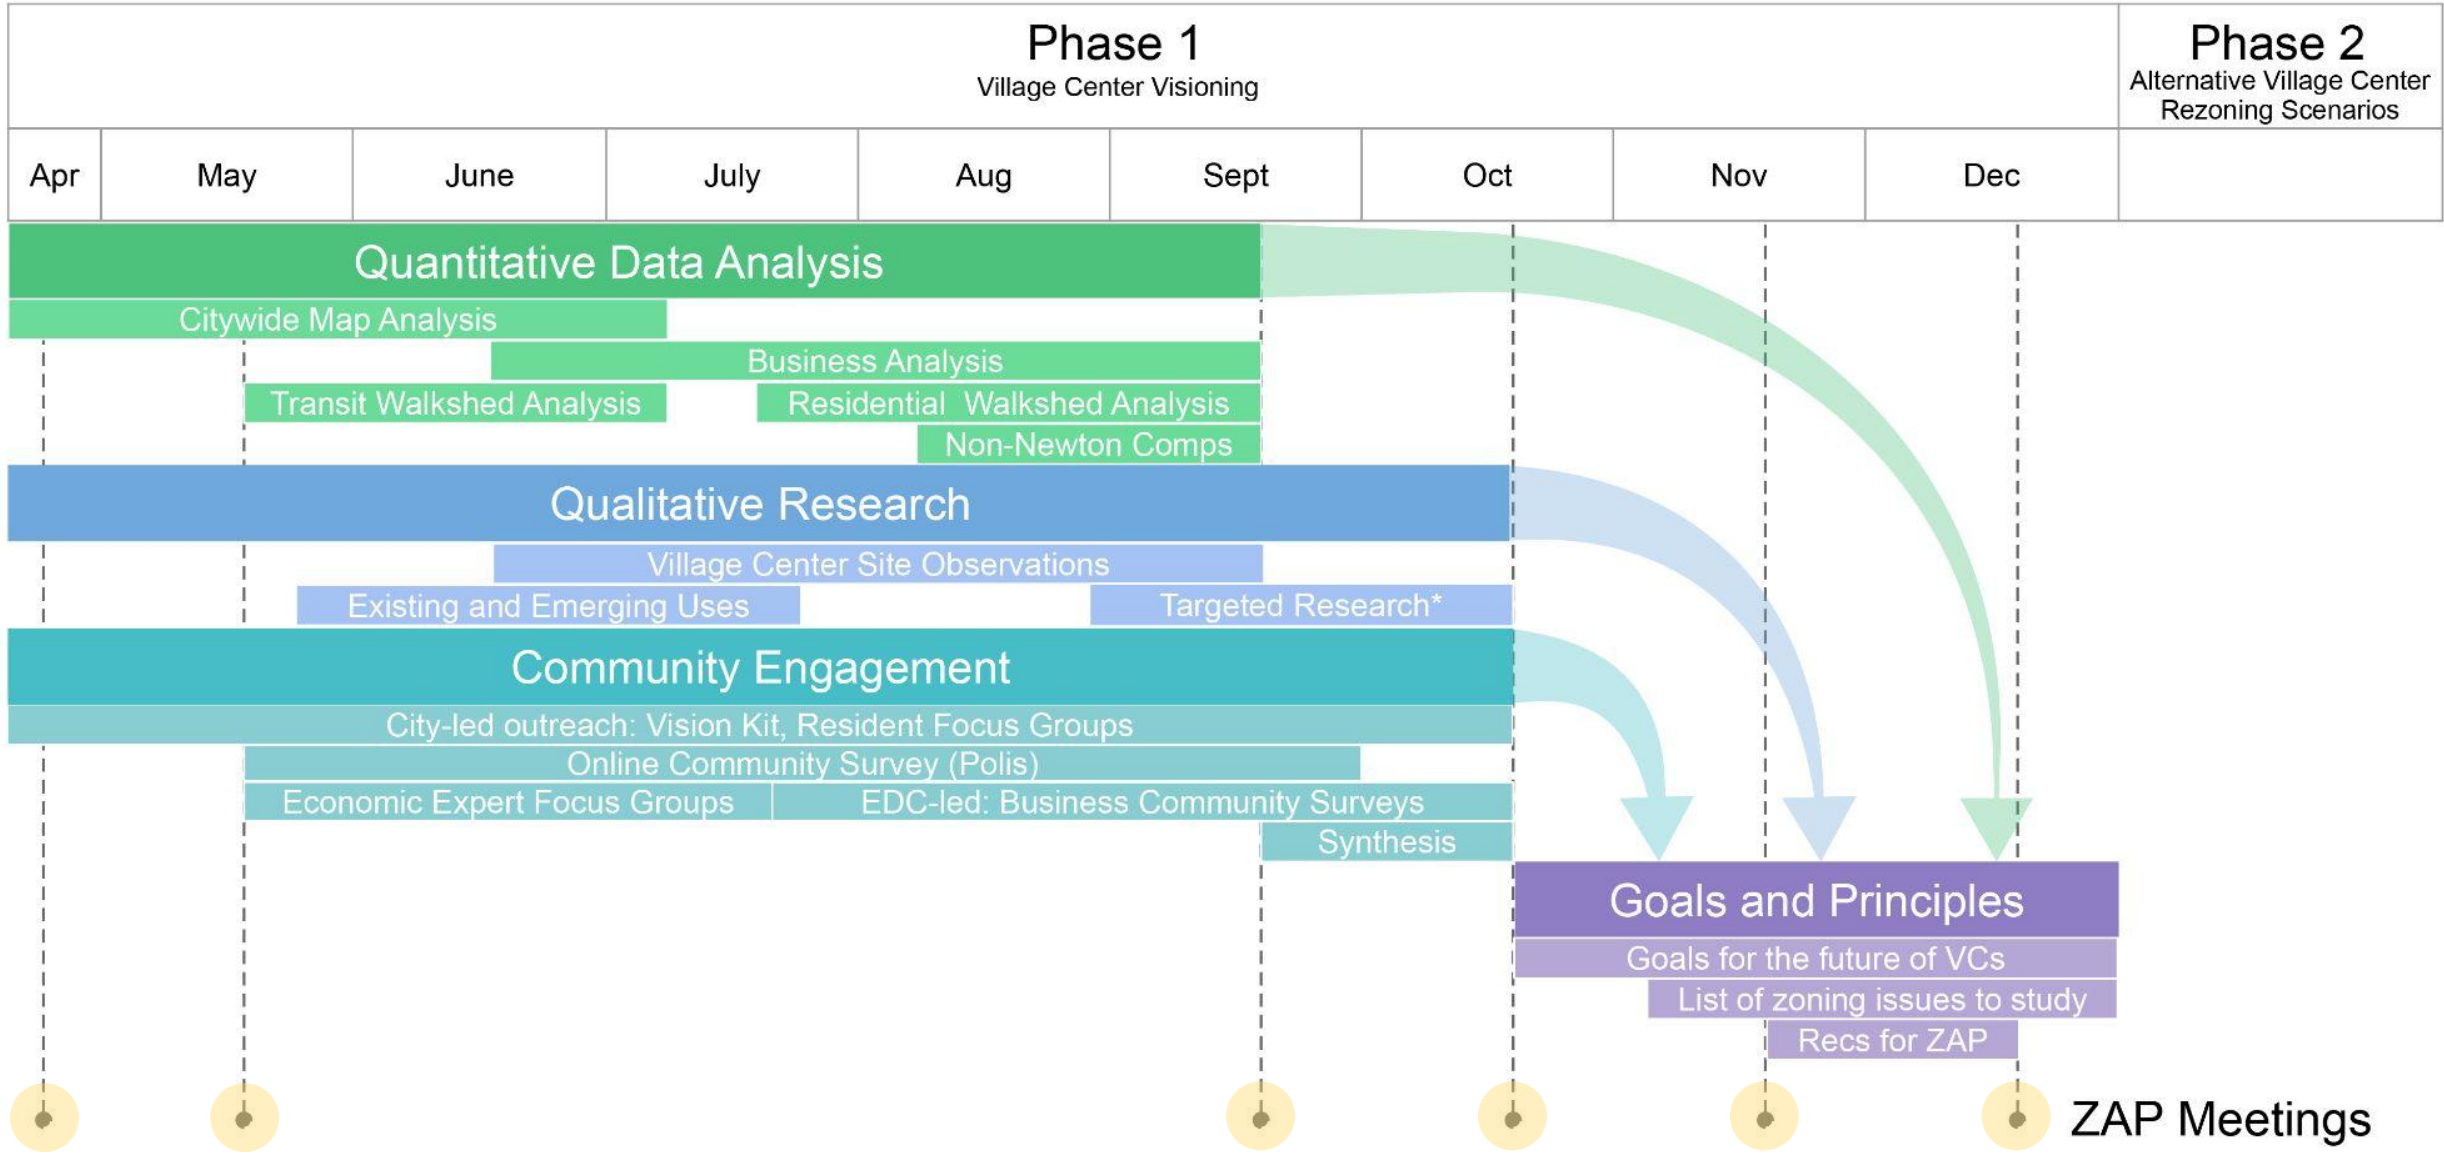 Phase 1
Village Center Visioning
Phase 2
Alternative Village Center
Rezoning Scenarios
Apr
May
June
July
Aug
Sept
Oct
Nov
Dec
Quantitative Data Analysis
Citywide Map Analysis
Business Analysis
Transit Walkshed Analysis
Residential Walkshed Analysis
Non-Newton Comps
Qualitative Research
Village Center Site Observations
Existing and Emerging Uses
Targeted Research*
Community Engagement
City-led outreach: Vision Kit, Resident Focus Groups
Online Community Survey (Polis)
Economic Expert Focus Groups
EDC-led: Business Community Surveys
Synthesis
Goals and Principles
Goals for the future of VCs
List of zoning issues to study
Recs for ZAP
ZAP Meetings